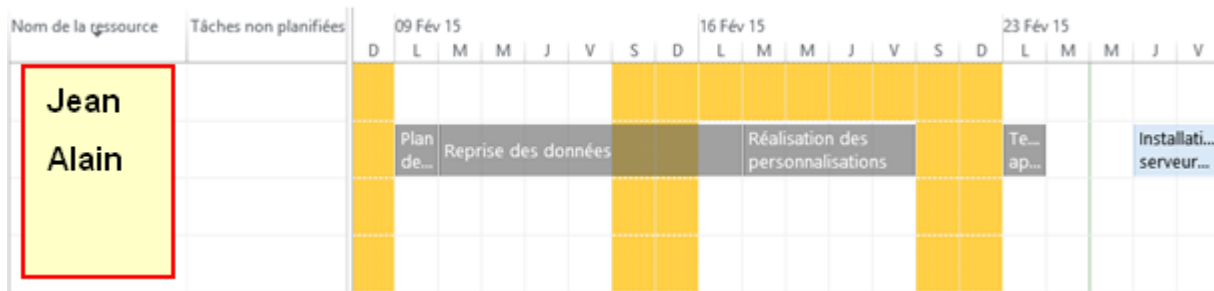 Nom de la ressource Tâches non planifiées 09 Fév 15 16 Fév 15 23 Fév 15
D L M M J V S D L M M J V S D L M M J V
Jean
Alain
Plan
de...
Reprise des données
Réalisation des
personnalisations
Te...
ap...
Installati...
serveur...